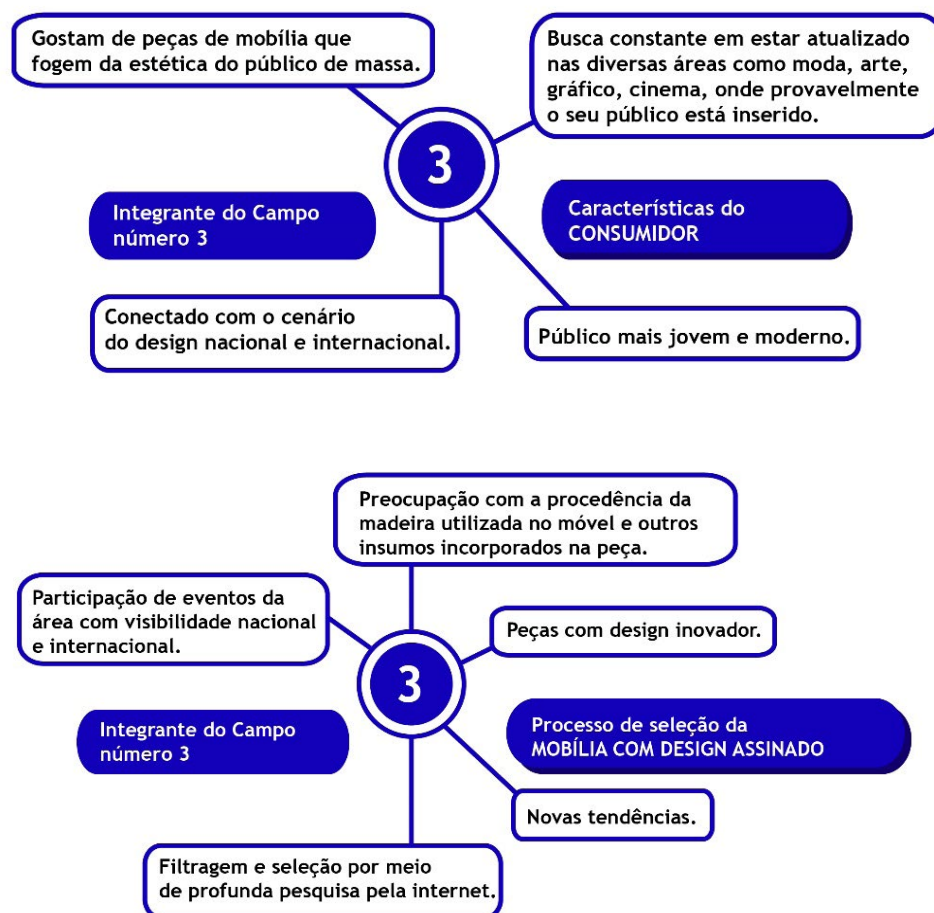 Gostam de peças de mobília que
fogem da estética do público de massa.
Busca constante em estar atualizado
nas diversas áreas como moda, arte,
gráfico, cinema, onde provavelmente
o seu público está inserido.
3
Integrante do Campo
número 3
Características do
CONSUMIDOR
Conectado com o cenário
do design nacional e internacional.
Público mais jovem e moderno.
Preocupação com a procedência da
madeira utilizada no móvel e outros
insumos incorporados na peça.
Participação de eventos da
área com visibilidade nacional
e internacional.
Peças com design inovador.
3
Integrante do Campo
número 3
Processo de seleção da
MOBÍLIA COM DESIGN ASSINADO
Novas tendências.
Filtragem e seleção por meio
de profunda pesquisa pela internet.